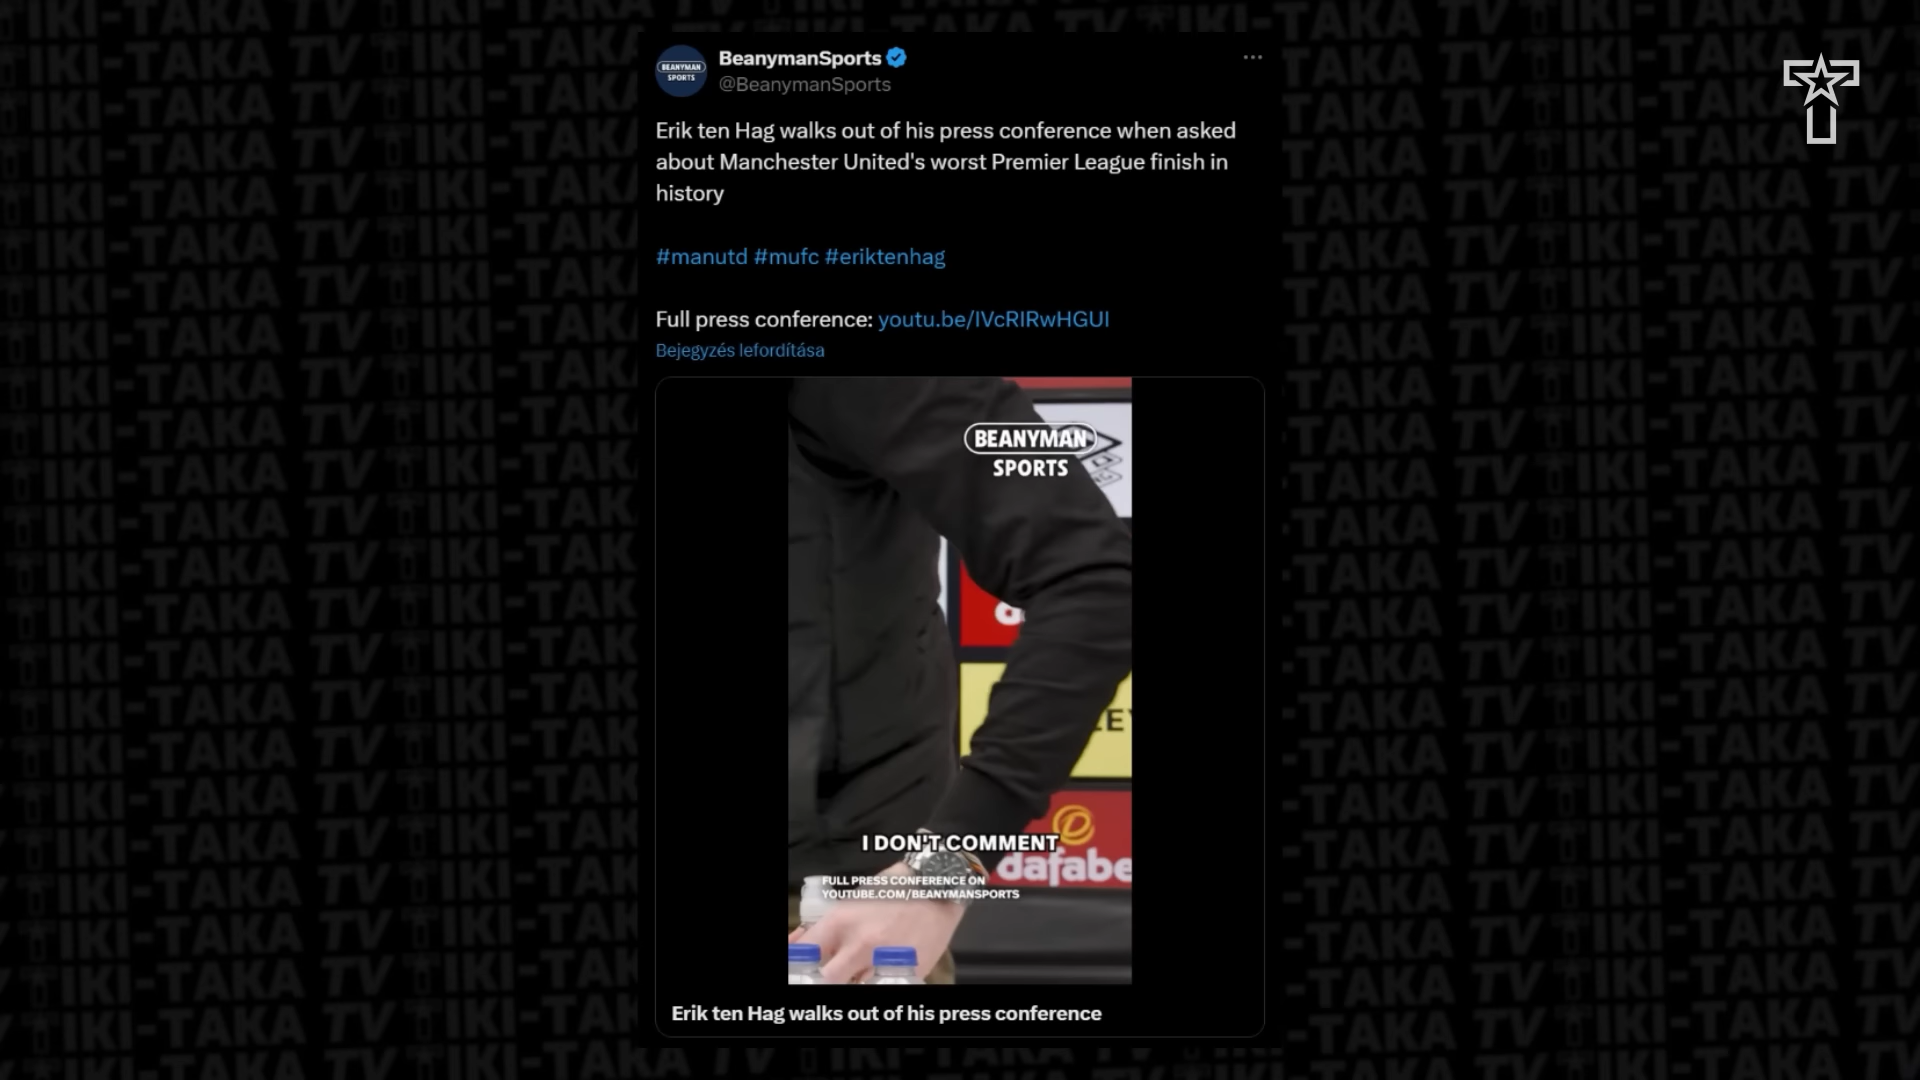 BeanymanSports
@BeanymanSports
Erik ten Hag walks out of his press conference when asked
about Manchester United's worst Premier League finish in
history
#manutd #mufc #eriktenhag
Full press conference: youtu.be/IVcRIRwHGUI
Bejegyzés lefordítása
BEANYMAN
SPORTS
I DON'T COMMENT
dafabe
FULL PRESS CONFERENCE ON
YOUTUBE.COM/BEANYMANSPORTS
Erik ten Hag walks out of his press conference